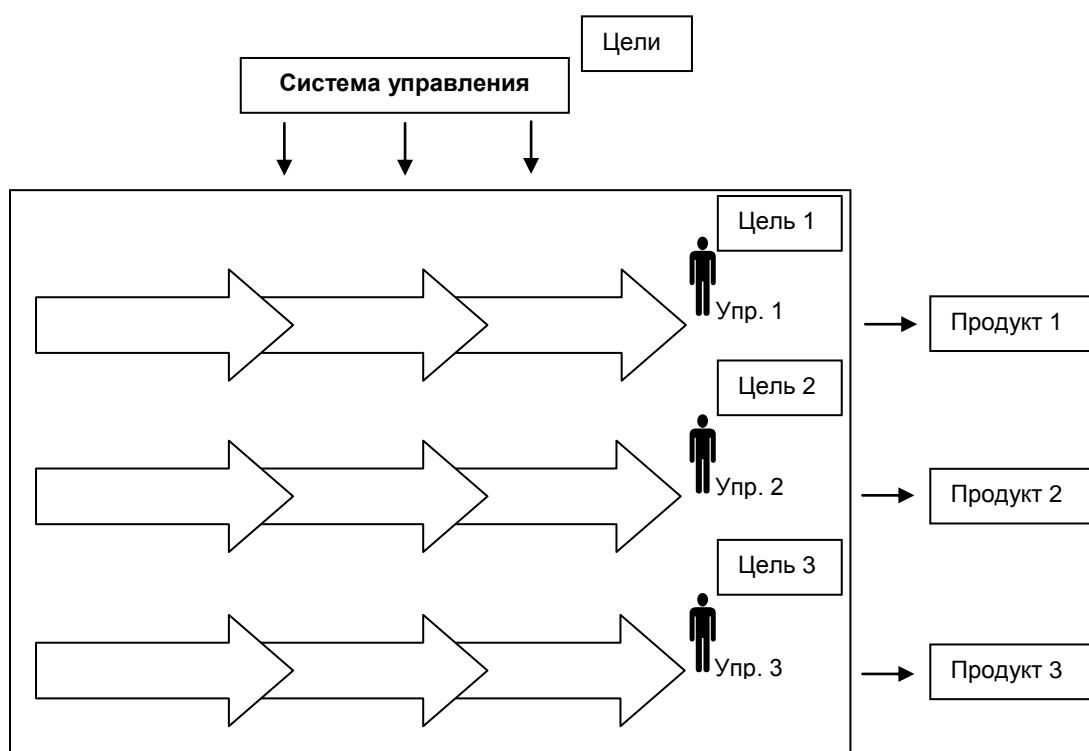 Цели
Система управления
Цель 1
Упр. 1
Продукт 1
Цель 2
Упр. 2
Продукт 2
Цель 3
Упр. 3
Продукт 3